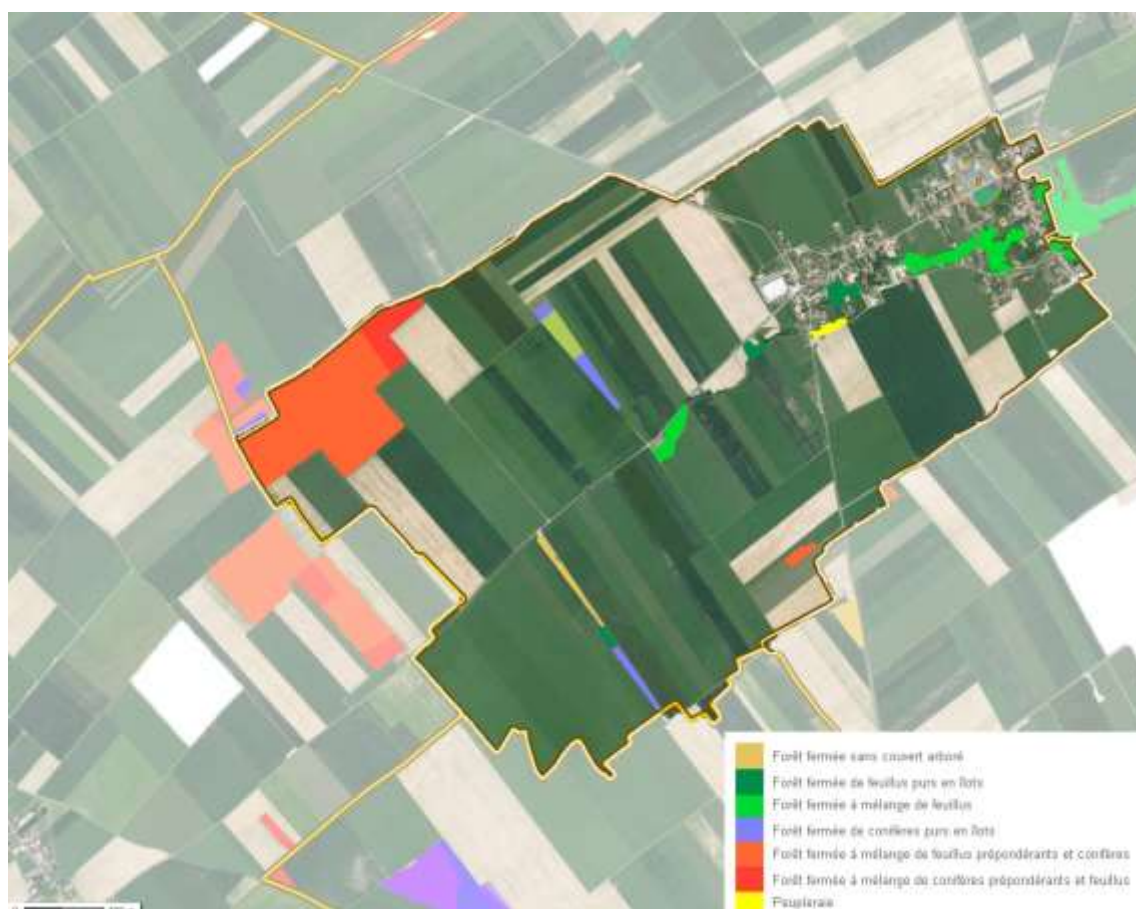 Forêt fermée sans couvert arboré
Forêt fermée de feuillus purs en îlots
Forêt fermée à mélange de feuillus
Forêt fermée de conifères purs en îlots
Forêt fermée à mélange de feuillus prépondérants et conifères
Forêt fermée à mélange de conifères prépondérants et feuillus
Peupleraie